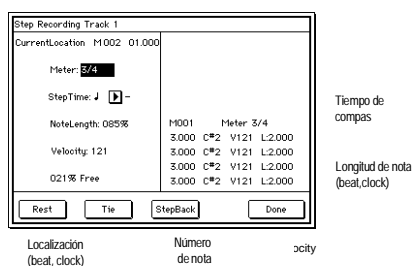 Step Recording Track 1
CurrentLocation M002 01.000
Meter: 3/4
StepTime: ♩ –
NoteLength: 085%
Velocity: 121
021% Free
M001 Meter 3/4
3.000 C#2 V121 L:2.000
3.000 C#2 V121 L:2.000
3.000 C#2 V121 L:2.000
3.000 C#2 V121 L:2.000
Rest Tie StepBack Done
Tiempo de
compas
Longitud de nota
(beat,clock)
Localización
(beat, clock)
Número
de nota
ocity